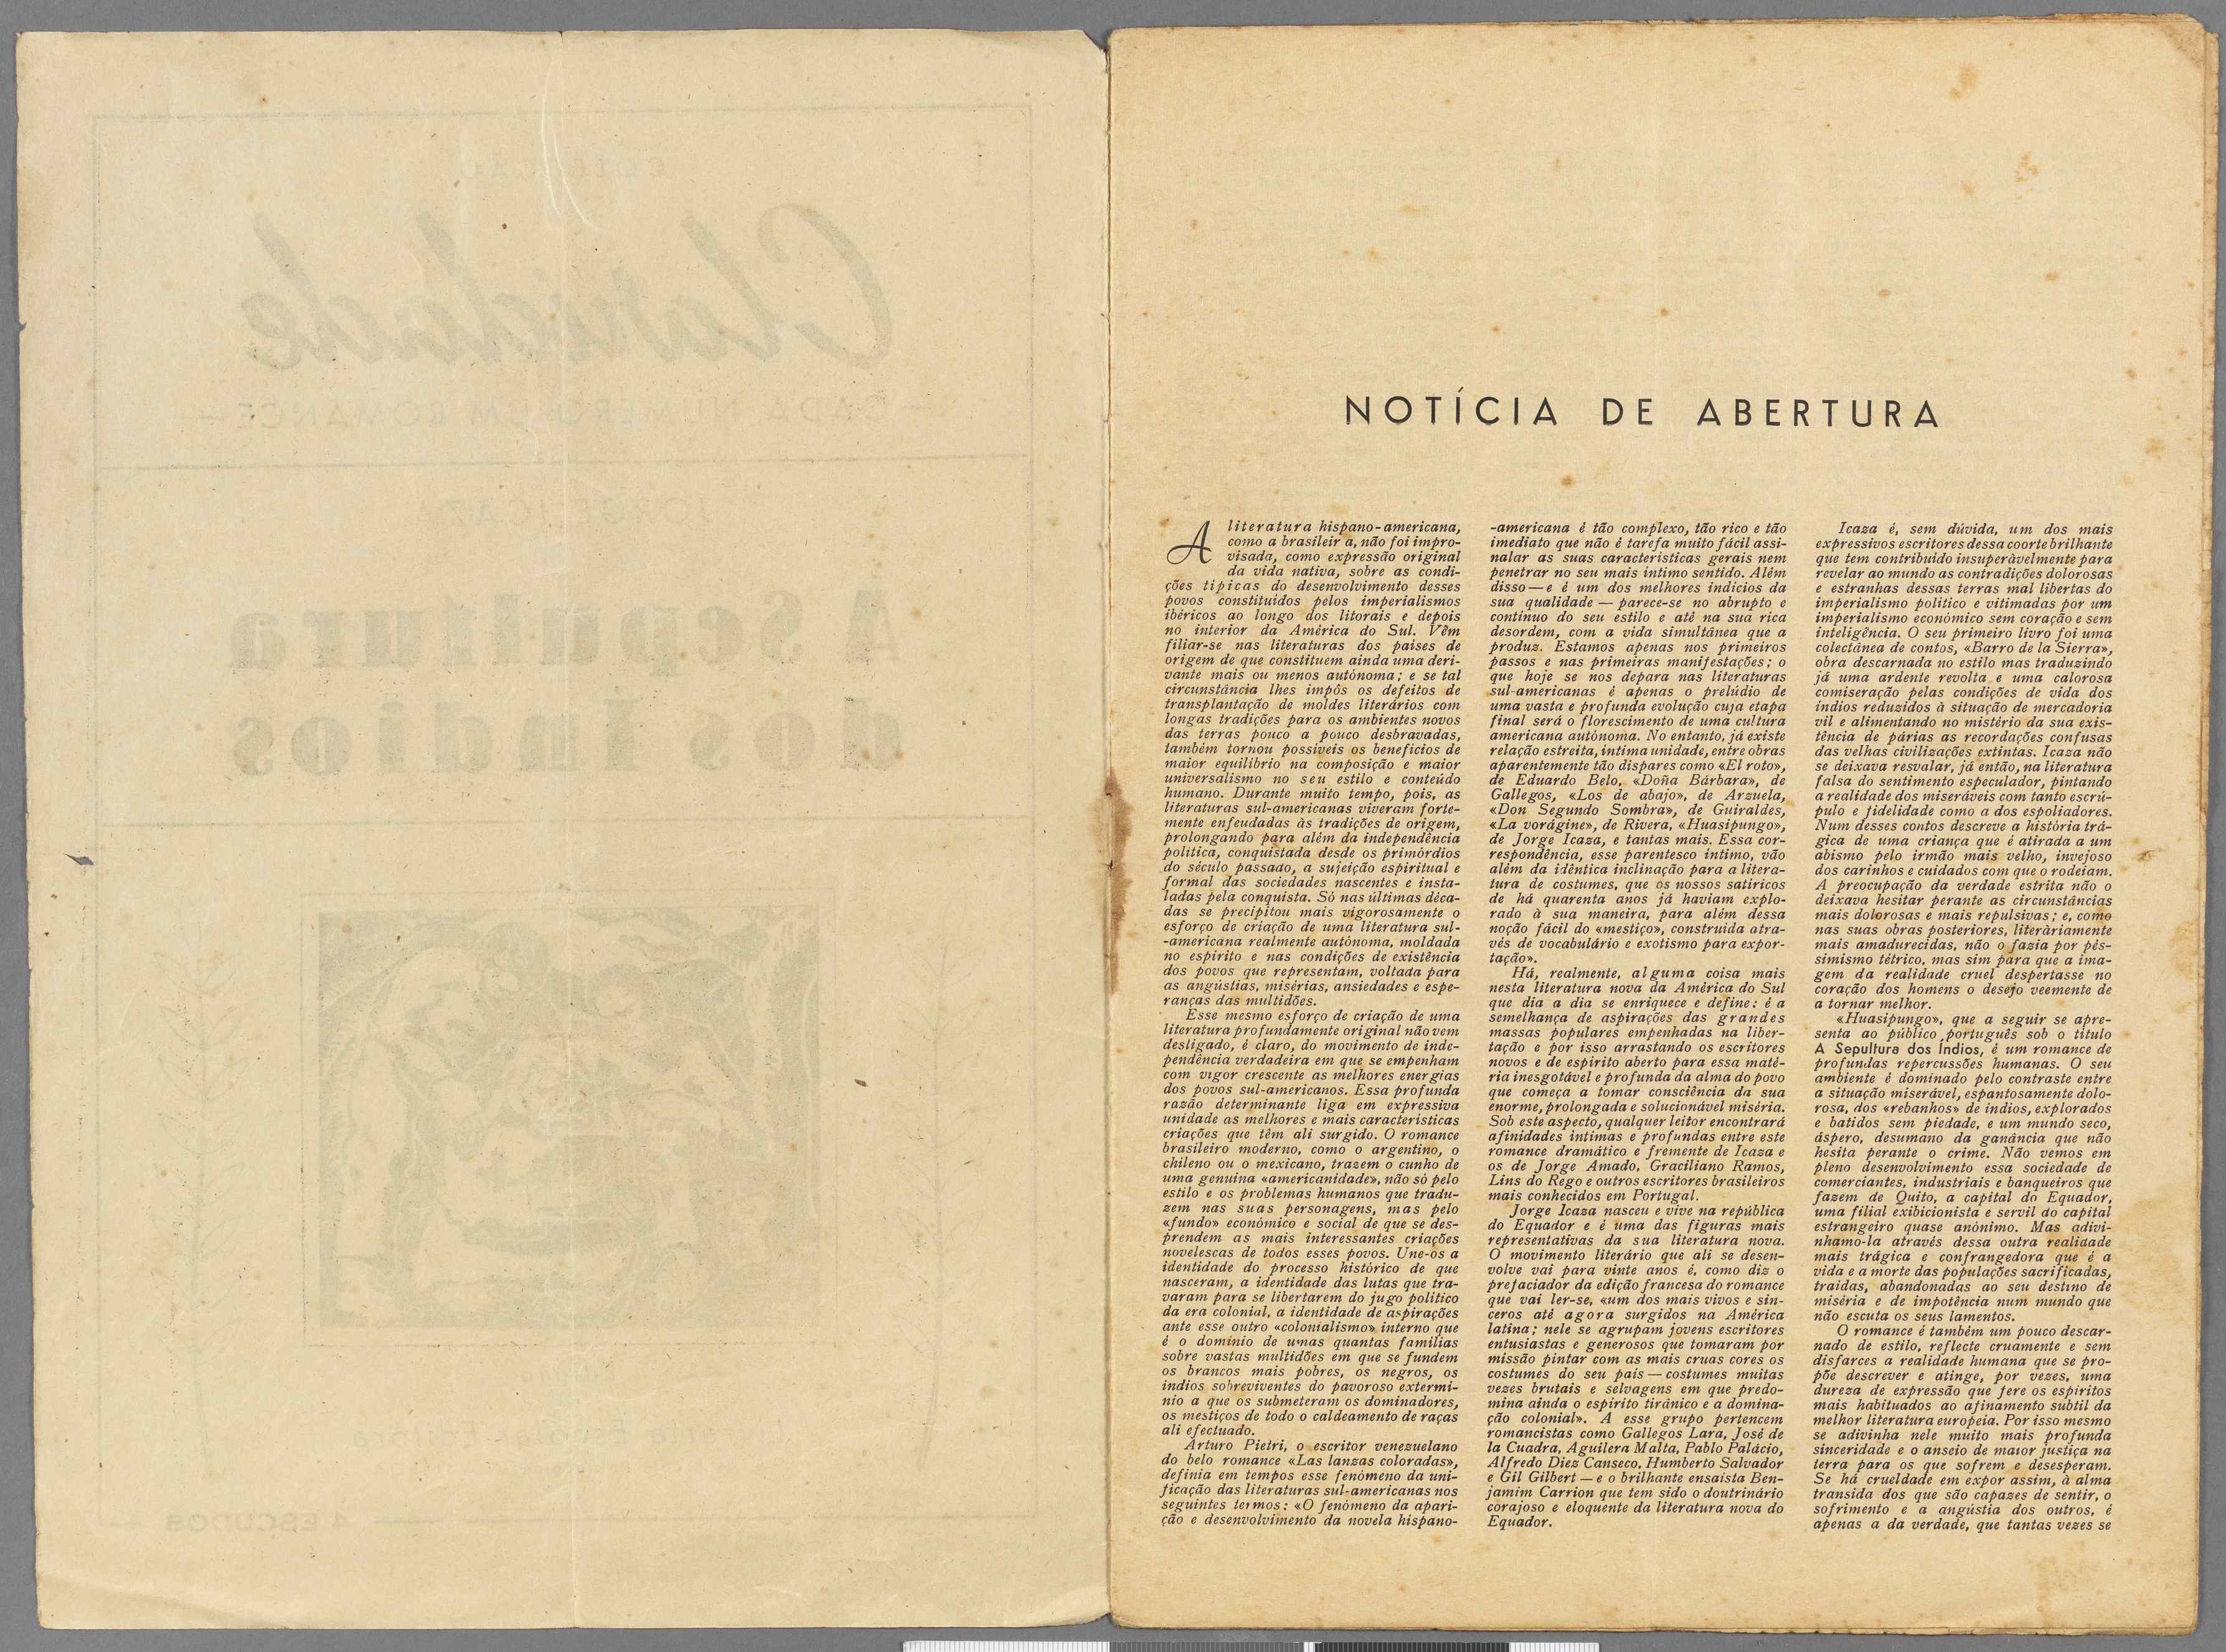 NOTÍCIA DE ABERTURA
A literatura hispano-americana,
como a brasileira, não foi impro-
visada, como expressão original
da vida nativa, sobre as condi-
ções típicas do desenvolvimento desses
povos constituídos pelos imperialismos
ibéricos ao longo dos litorais e depois
no interior da América do Sul. Vêm
filiar-se nas literaturas dos países de
origem de que constituem ainda uma deri-
vante mais ou menos autónoma; e se tal
circunstância lhes impôs os defeitos de
transplantação de moldes literários com
longas tradições para os ambientes novos
das terras pouco a pouco desbravadas,
também tornou possíveis os benefícios de
maior equilíbrio na composição e maior
universalismo no seu estilo e conteúdo
humano. Durante muito tempo, pois, as
literaturas sul-americanas viveram forte-
mente enfeudadas às tradições de origem,
prolongando para além da independência
política, conquistada desde os primórdios
do século passado, a sujeição espiritual e
formal das sociedades nascentes e insta-
ladas pela conquista. Só nas últimas déca-
das se precipitou mais vigorosamente o
esforço de criação de uma literatura sul-
-americana realmente autónoma, moldada
no espírito e nas condições de existência
dos povos que representam, voltada para
as angústias, misérias, ansiedades e espe-
ranças das multidões.
Esse mesmo esforço de criação de uma
literatura profundamente original não vem
desligado, é claro, do movimento de inde-
pendência verdadeira em que se empenham
com vigor crescente as melhores energias
dos povos sul-americanos. Essa profunda
razão determinante liga em expressiva
unidade as melhores e mais características
criações que têm ali surgido. O romance
brasileiro moderno, como o argentino, o
chileno ou o mexicano, trazem o cunho de
uma genuína «americanidade», não só pelo
estilo e os problemas humanos que tradu-
zem nas suas personagens, mas pelo
«fundo» económico e social de que se des-
prendem as mais interessantes criações
novelescas de todos esses povos. Une-os a
identidade do processo histórico de que
nasceram, a identidade das lutas que tra-
varam para se libertarem do jugo político
da era colonial, a identidade de aspirações
ante esse outro «colonialismo» interno que
é o domínio de umas quantas famílias
sobre vastas multidões em que se fundem
os brancos mais pobres, os negros, os
índios sobreviventes do pavoroso extermí-
nio a que os submeteram os dominadores,
os mestiços de todo o caldeamento de raças
ali efectuado.
Arturo Pietri, o escritor venezuelano
do belo romance «Las lanzas coloradas»,
definia em tempos esse fenómeno da uni-
ficação das literaturas sul-americanas nos
seguintes termos: «O fenómeno da apari-
ção e desenvolvimento da novela hispano-
-americana é tão complexo, tão rico e tão
imediato que não é tarefa muito fácil assi-
nalar as suas características gerais nem
penetrar no seu mais íntimo sentido. Além
disso — e é um dos melhores indícios da
sua qualidade — parece-se no abrupto e
contínuo do seu estilo e até na sua rica
desordem, com a vida simultânea que a
produz. Estamos apenas nos primeiros
passos e nas primeiras manifestações; o
que hoje se nos depara nas literaturas
sul-americanas é apenas o prelúdio de
uma vasta e profunda evolução cuja etapa
final será o florescimento de uma cultura
americana autónoma. No entanto, já existe
relação estreita, íntima unidade, entre obras
aparentemente tão dispares como «El roto»,
de Eduardo Belo, «Doña Bárbara», de
Gallegos, «Los de abajo», de Arzuela,
«Don Segundo Sombra», de Guiraldes,
«La vorágine», de Rivera, «Huasipungo»,
de Jorge Icaza, e tantas mais. Essa cor-
respondência, esse parentesco íntimo, vão
além da idêntica inclinação para a litera-
tura de costumes, que os nossos satíricos
de há quarenta anos já haviam explo-
rado à sua maneira, para além dessa
noção fácil do «mestiço», construída atra-
vés de vocabulário e exotismo para expor-
tação».
Há, realmente, alguma coisa mais
nesta literatura nova da América do Sul
que dia a dia se enriquece e define: é a
semelhança de aspirações das grandes
massas populares empenhadas na liber-
tação e por isso arrastando os escritores
novos e de espírito aberto para essa maté-
ria inesgotável e profunda da alma do povo
que começa a tomar consciência da sua
enorme, prolongada e solucionável miséria.
Sob este aspecto, qualquer leitor encontrará
afinidades íntimas e profundas entre este
romance dramático e fremente de Icaza e
os de Jorge Amado, Graciliano Ramos,
Lins do Rego e outros escritores brasileiros
mais conhecidos em Portugal.
Jorge Icaza nasceu e vive na república
do Equador e é uma das figuras mais
representativas da sua literatura nova.
O movimento literário que ali se desen-
volve vai para vinte anos é, como diz o
prefaciador da edição francesa do romance
que vai ler-se, «um dos mais vivos e sin-
ceros até agora surgidos na América
latina; nele se agrupam jovens escritores
entusiastas e generosos que tomaram por
missão pintar com as mais cruas cores os
costumes do seu país — costumes muitas
vezes brutais e selvagens em que predo-
mina ainda o espírito tirânico e a domina-
ção colonial». A esse grupo pertencem
romancistas como Gallegos Lara, José de
la Cuadra, Aguilera Malta, Pablo Palácio,
Alfredo Diez Canseco, Humberto Salvador
e Gil Gilbert — e o brilhante ensaísta Ben-
jamim Carrion que tem sido o doutrinário
corajoso e eloquente da literatura nova do
Equador.
Icaza é, sem dúvida, um dos mais
expressivos escritores dessa coorte brilhante
que tem contribuído insuperàvelmente para
revelar ao mundo as contradições dolorosas
e estranhas dessas terras mal libertas do
imperialismo político e vitimadas por um
imperialismo económico sem coração e sem
inteligência. O seu primeiro livro foi uma
colectânea de contos, «Barro de la Sierra»,
obra descarnada no estilo mas traduzindo
já uma ardente revolta e uma calorosa
comiseração pelas condições de vida dos
índios reduzidos à situação de mercadoria
vil e alimentando no mistério da sua exis-
tência de párias as recordações confusas
das velhas civilizações extintas. Icaza não
se deixava resvalar, já então, na literatura
falsa do sentimento especulador, pintando
a realidade dos miseráveis com tanto escrú-
pulo e fidelidade como a dos espoliadores.
Num desses contos descreve a história trá-
gica de uma criança que é atirada a um
abismo pelo irmão mais velho, invejoso
dos carinhos e cuidados com que o rodeiam.
A preocupação da verdade estrita não o
deixava hesitar perante as circunstâncias
mais dolorosas e mais repulsivas; e, como
nas suas obras posteriores, literàriamente
mais amadurecidas, não o fazia por pés-
simismo tétrico, mas sim para que a ima-
gem da realidade cruel despertasse no
coração dos homens o desejo veemente de
a tornar melhor.
«Huasipungo», que a seguir se apre-
senta ao público português sob o título
A Sepultura dos Índios, é um romance de
profundas repercussões humanas. O seu
ambiente é dominado pelo contraste entre
a situação miserável, espantosamente dolo-
rosa, dos «rebanhos» de índios, explorados
e batidos sem piedade, e um mundo seco,
áspero, desumano da ganância que não
hesita perante o crime. Não vemos em
pleno desenvolvimento essa sociedade de
comerciantes, industriais e banqueiros que
fazem de Quito, a capital do Equador,
uma filial exibicionista e servil do capital
estrangeiro quase anónimo. Mas adivi-
nhamo-la através dessa outra realidade
mais trágica e confrangedora que é a
vida e a morte das populações sacrificadas,
traídas, abandonadas ao seu destino de
miséria e de impotência num mundo que
não escuta os seus lamentos.
O romance é também um pouco descar-
nado de estilo, reflecte cruamente e sem
disfarces a realidade humana que se pro-
põe descrever e atinge, por vezes, uma
dureza de expressão que fere os espíritos
mais habituados ao afinamento súbtil da
melhor literatura europeia. Por isso mesmo
se adivinha nele muito mais profunda
sinceridade e o anseio de maior justiça na
terra para os que sofrem e desesperam.
Se há crueldade em expor assim, à alma
transida dos que são capazes de sentir, o
sofrimento e a angústia dos outros, é
apenas a da verdade, que tantas vezes se